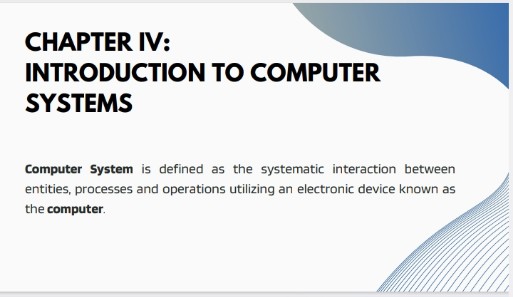 CHAPTER IV:
INTRODUCTION TO COMPUTER
SYSTEMS
Computer System is defined as the systematic interaction between
entities, processes and operations utilizing an electronic device known as
the computer.